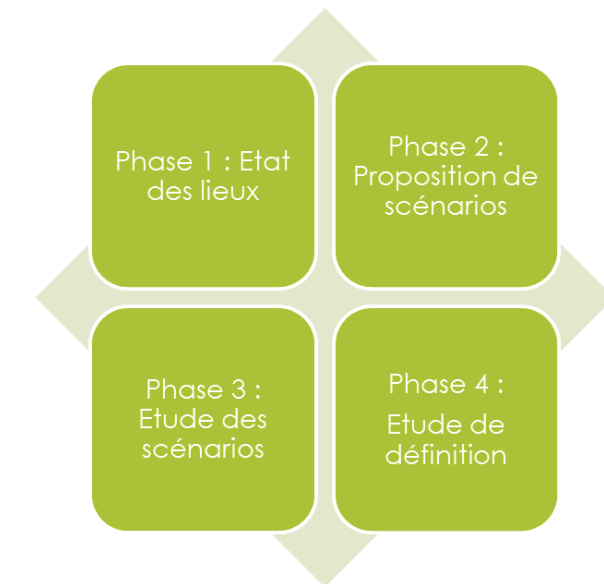 Phase 1 : Etat
des lieux
Phase 2 :
Proposition de
scénarios
Phase 3 :
Etude des
scénarios
Phase 4 :
Etude de
définition